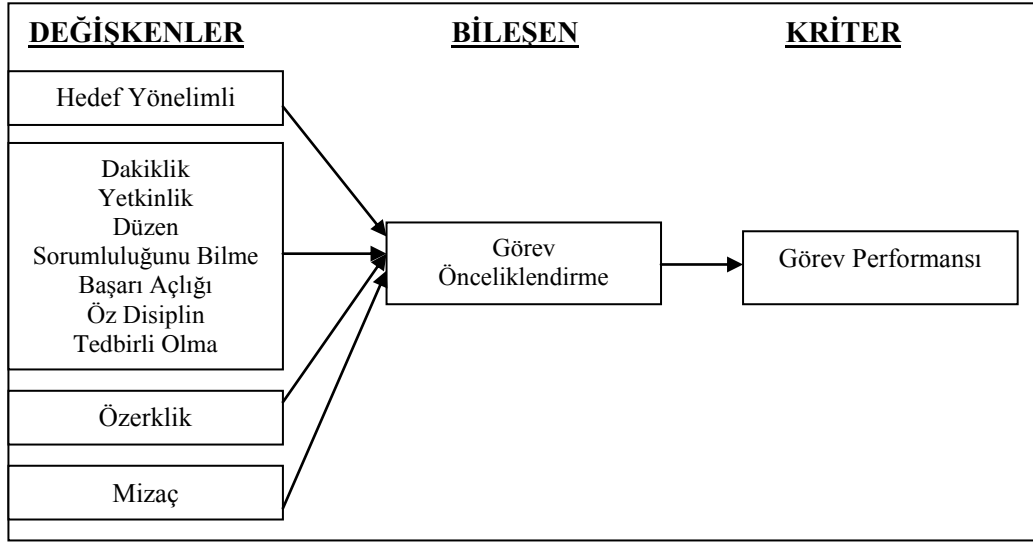 DEĞİŞKENLER
BİLEŞEN
KRİTER
Hedef Yönelimli
Dakiklik
Yetkinlik
Düzen
Sorumluluğunu Bilme
Başarı Açlığı
Öz Disiplin
Tedbirli Olma
Özerklik
Mizaç
Görev
Önceliklendirme
Görev Performansı